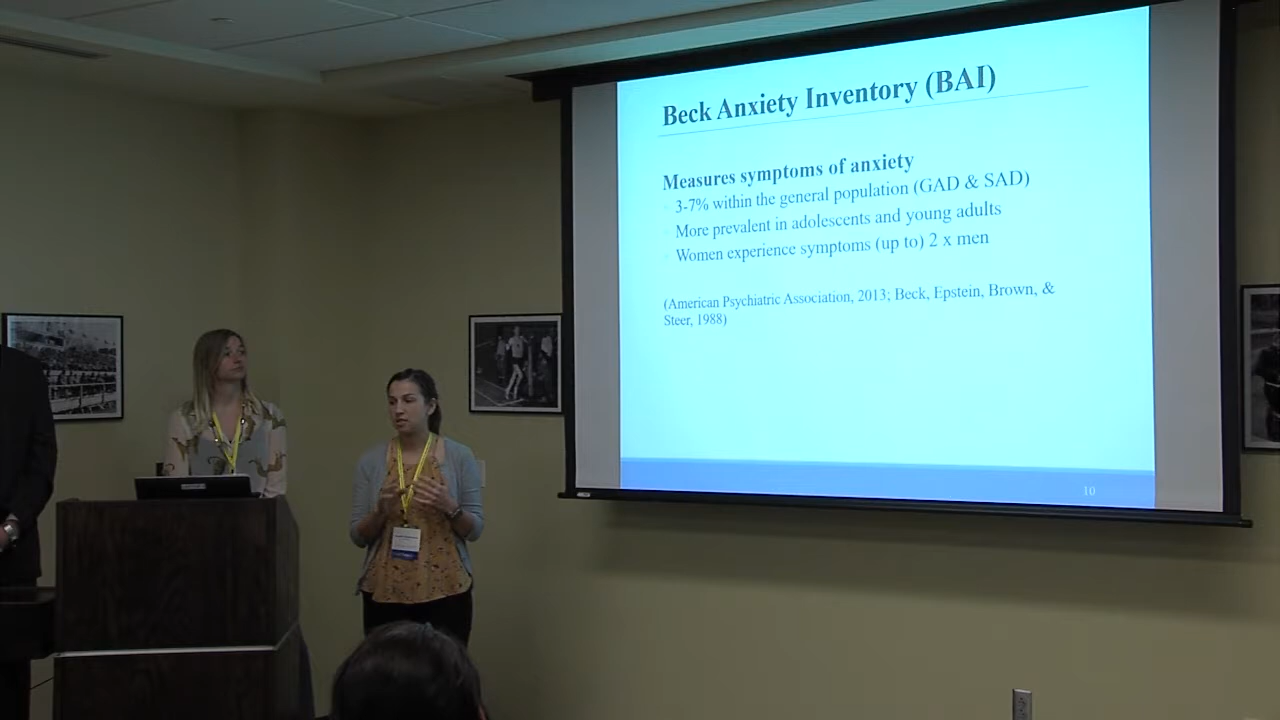 Beck Anxiety Inventory (BAI)
Measures symptoms of anxiety
3-7% within the general population (GAD & SAD)
More prevalent in adolescents and young adults
Women experience symptoms (up to) 2 x men
(American Psychiatric Association, 2013; Beck, Epstein, Brown, &
Steer, 1988)
10